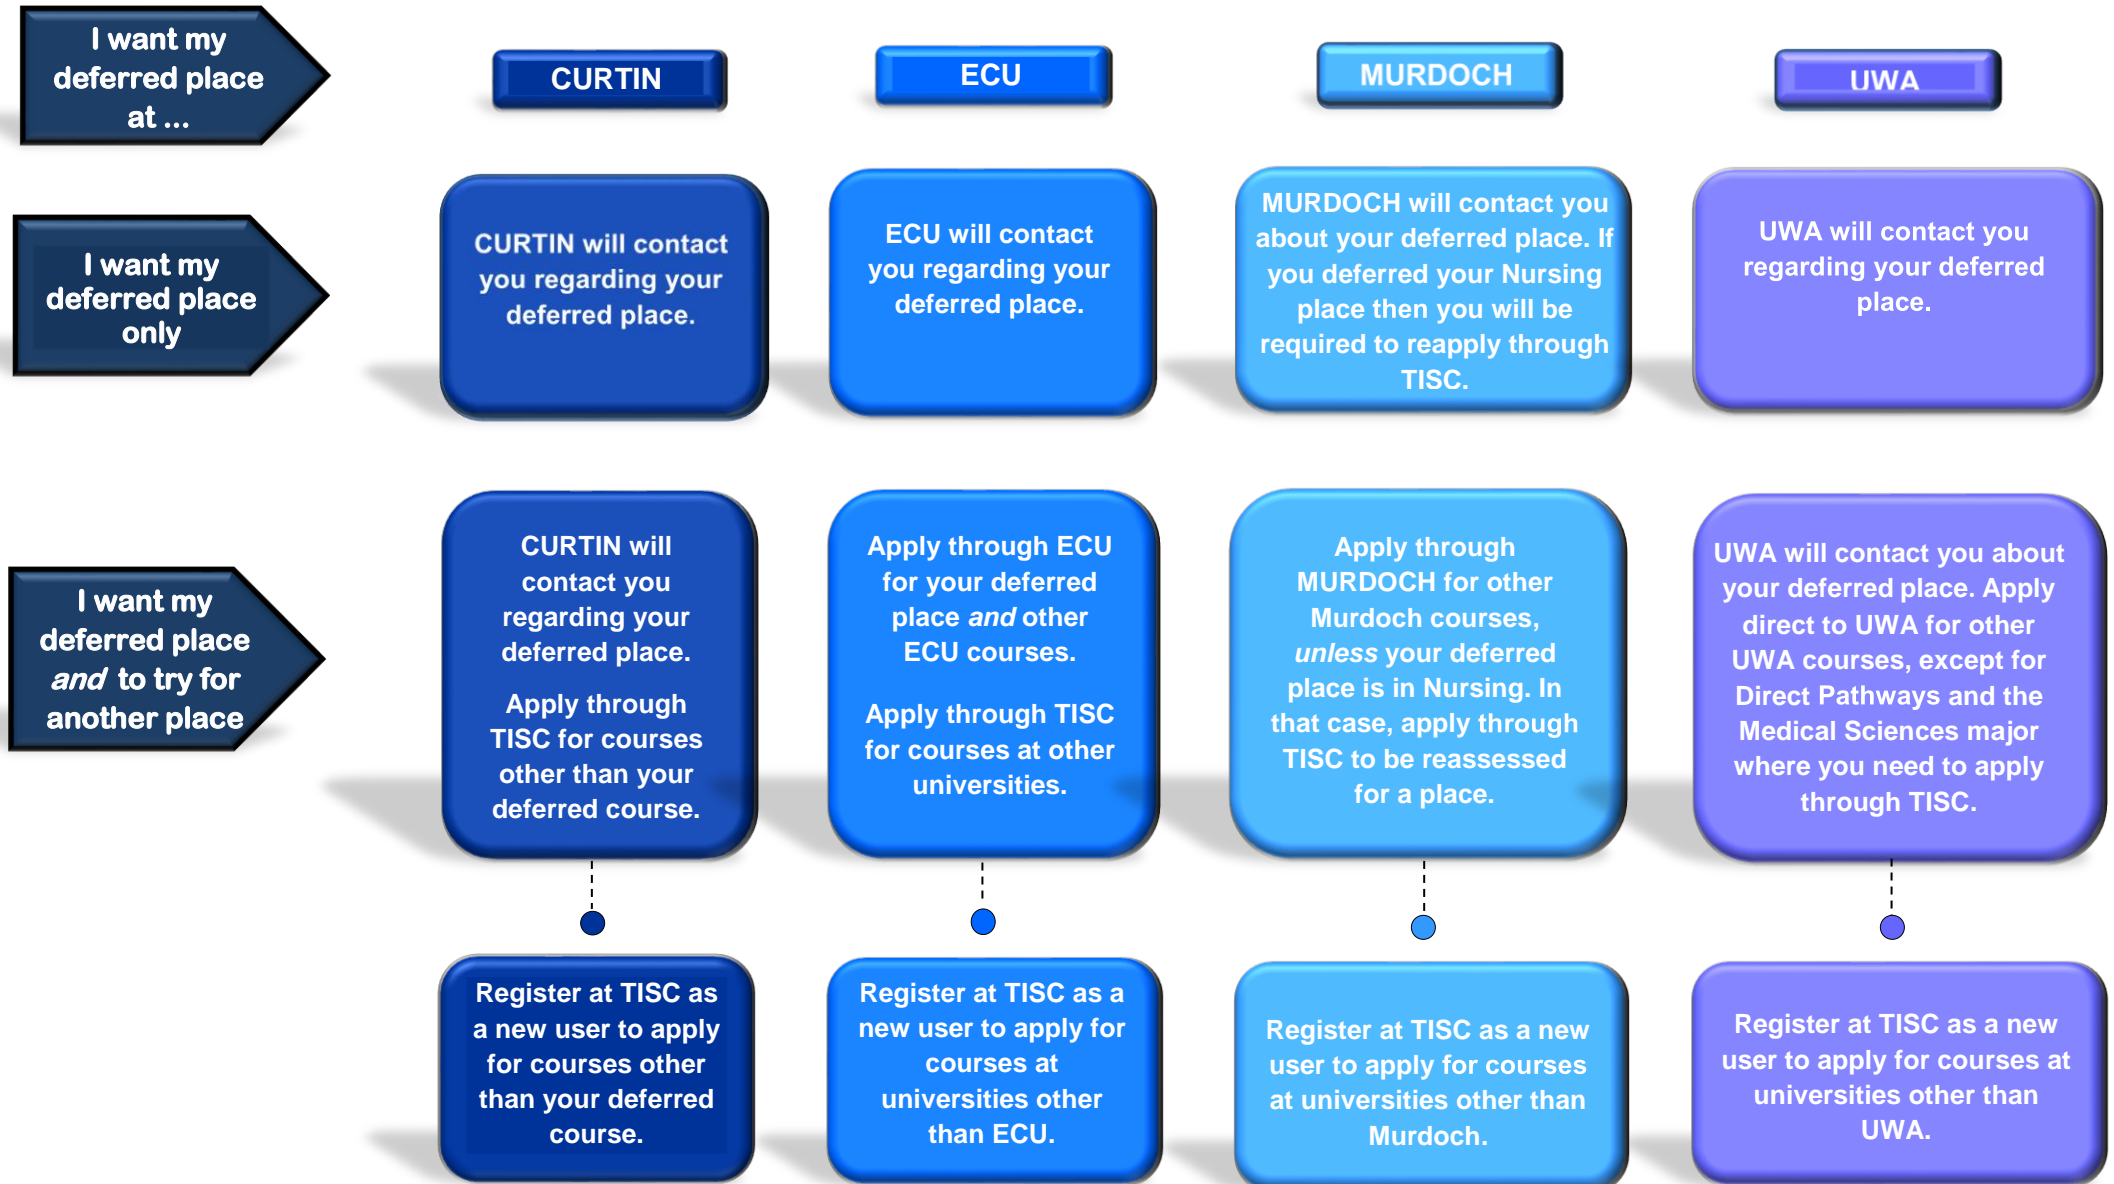 I want my
deferred place
at ...
CURTIN
ECU
MURDOCH
UWA
I want my
deferred place
only
CURTIN will contact
you regarding your
deferred place.
ECU will contact
you regarding your
deferred place.
MURDOCH will contact you
about your deferred place. If
you deferred your Nursing
place then you will be
required to reapply through
TISC.
UWA will contact you
regarding your deferred
place.
I want my
deferred place
and to try for
another place
CURTIN will
contact you
regarding your
deferred place.
Apply through
TISC for courses
other than your
deferred course.
Apply through ECU
for your deferred
place and other
ECU courses.
Apply through TISC
for courses at other
universities.
Apply through
MURDOCH for other
Murdoch courses,
unless your deferred
place is in Nursing. In
that case, apply through
TISC to be reassessed
for a place.
UWA will contact you about
your deferred place. Apply
direct to UWA for other
UWA courses, except for
Direct Pathways and the
Medical Sciences major
where you need to apply
through TISC.
Register at TISC as
a new user to apply
for courses other
than your deferred
course.
Register at TISC as a
new user to apply for
courses at
universities other
than ECU.
Register at TISC as a new
user to apply for courses
at universities other than
Murdoch.
Register at TISC as a new
user to apply for courses at
universities other than
UWA.